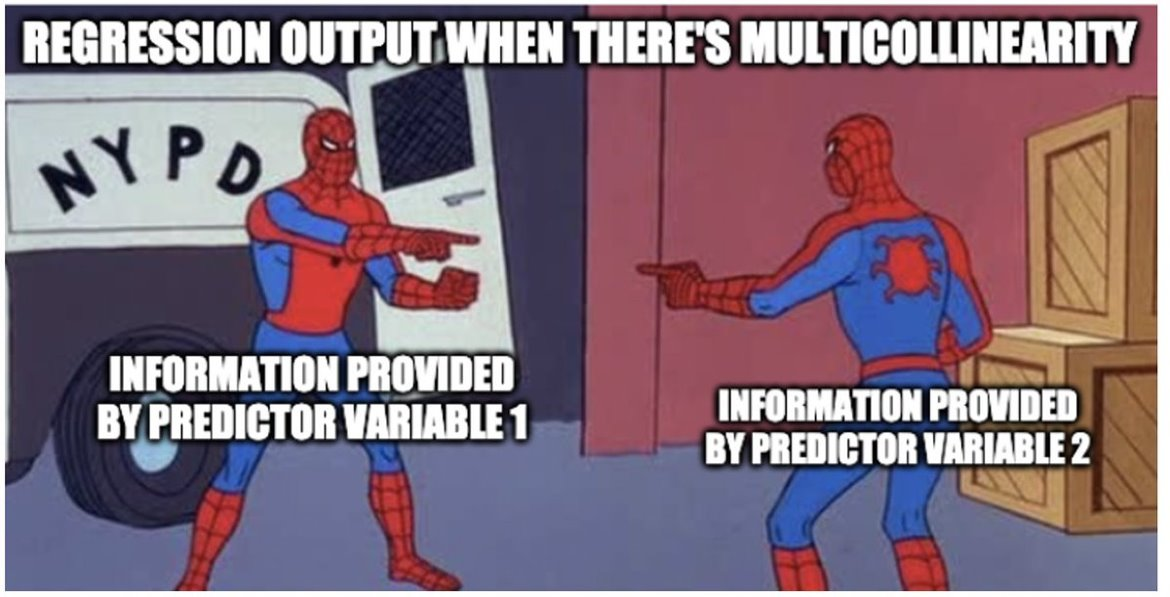 REGRESSION OUTPUT WHEN THERE'S MULTICOLLINEARITY
NYPD
INFORMATION PROVIDED
BY PREDICTOR VARIABLE 1
INFORMATION PROVIDED
BY PREDICTOR VARIABLE 2